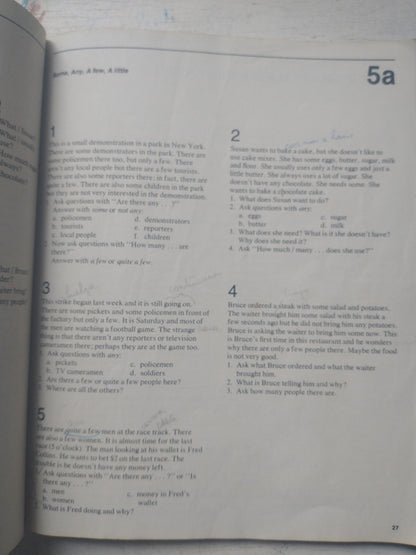 Some, Any, A few, A little
5a
1
This is a small demonstration in a park in New York.
There are some demonstrators in the park. There are
some policemen there too, but only a few. There
aren't any local people but there are a few tourists.
There are also some reporters there; in fact, there are
quite a few. There are also some children in the park
but they are not very interested in the demonstration.
1. Ask questions with "Are there any . . . ?"
Answer with some or not any:
a. policemen d. demonstrators
b. tourists e. reporters
c. local people f. children
2. Now ask questions with "How many . . . are
there?"
Answer with a few or quite a few.
2
Susan wants to bake a cake, but she doesn't like to
use cake mixes. She has some eggs, butter, sugar, milk
and flour. She usually uses only a few eggs and just a
little butter. She always uses a lot of sugar. She
doesn't have any chocolate. She needs some. She
wants to bake a chocolate cake.
1. What does Susan want to do?
2. Ask questions with any:
a. eggs c. sugar
b. butter d. milk
3. What does she need? What is it she doesn't have?
Why does she need it?
4. Ask "How much/many . . . does she use?"
3
This strike began last week and it is still going on.
There are some pickets and some policemen in front of
the factory but only a few. It is Saturday and most of
the men are watching a football game. The strange
thing is that there aren't any reporters or television
cameramen there; perhaps they are at the game too.
1. Ask questions with any:
a. pickets c. policemen
b. TV cameramen d. soldiers
2. Are there a few or quite a few people here?
3. Where are all the others?
4
Bruce ordered a steak with some salad and potatoes.
The waiter brought him some salad with his steak a
few seconds ago but he did not bring him any potatoes.
Bruce is asking the waiter to bring him some now. This
is Bruce's first time in this restaurant and he wonders
why there are only a few people there. Maybe the food
is not very good.
1. Ask what Bruce ordered and what the waiter
brought him.
2. What is Bruce telling him and why?
3. Ask how many people there are.
5
There are quite a few men at the race track. There
are also a few women. It is almost time for the last
race (5 o'clock). The man looking at his wallet is Fred
Collins. He wants to bet $2 on the last race. The
trouble is he doesn't have any money left.
1. Ask questions with "Are there any . . . ?" or "Is
there any . . . ?"
a. men c. money in Fred's
b. women wallet
2. What is Fred doing and why?
27